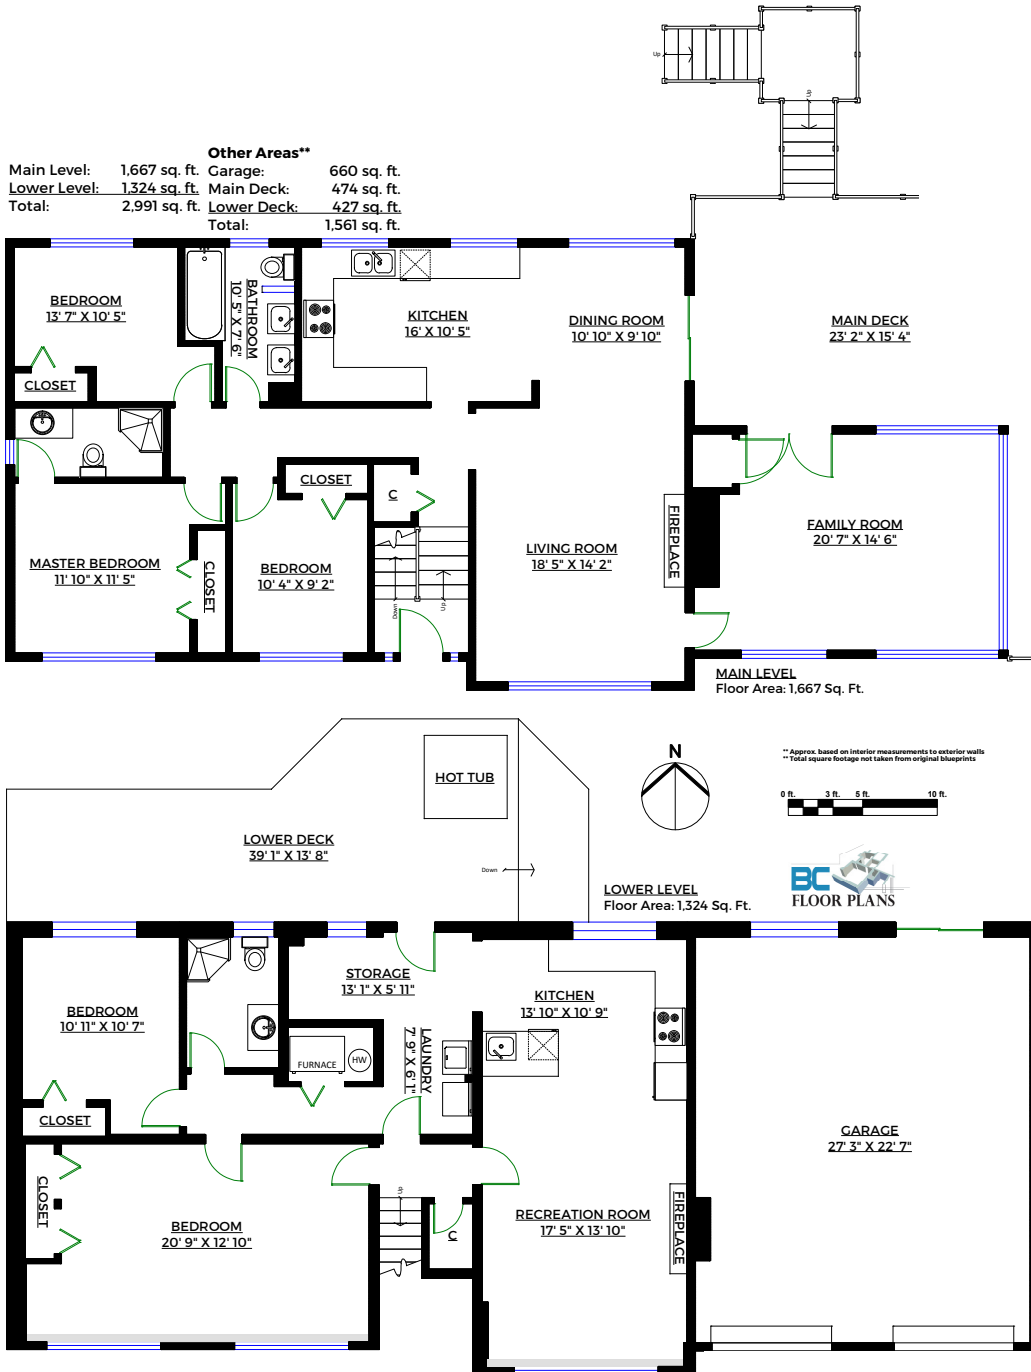 Up
Up
Other Areas**
Main Level: 1,667 sq. ft. Garage: 660 sq. ft.
Lower Level: 1,324 sq. ft. Main Deck: 474 sq. ft.
Total: 2,991 sq. ft. Lower Deck: 427 sq. ft.
Total: 1,561 sq. ft.
BEDROOM
13' 7" X 10' 5"
CLOSET
BATHROOM
10' 5" X 7' 6"
KITCHEN
16' X 10' 5"
DINING ROOM
10' 10" X 9' 10"
MAIN DECK
23' 2" X 15' 4"
CLOSET
C
MASTER BEDROOM
11' 10" X 11' 5"
CLOSET
BEDROOM
10' 4" X 9' 2"
Down
Up
LIVING ROOM
18' 5" X 14' 2"
FIREPLACE
FAMILY ROOM
20' 7" X 14' 6"
MAIN LEVEL
Floor Area: 1,667 Sq. Ft.
HOT TUB
N
** Approx. based on interior measurements to exterior walls
** Total square footage not taken from original blueprints
0 ft. 3 ft. 5 ft. 10 ft.
LOWER DECK
39' 1" X 13' 8"
Down
BC
FLOOR PLANS
LOWER LEVEL
Floor Area: 1,324 Sq. Ft.
BEDROOM
10' 11" X 10' 7"
CLOSET
STORAGE
13' 1" X 5' 11"
KITCHEN
13' 10" X 10' 9"
FURNACE
HW
LAUNDRY
7' 9" X 6' 1"
GARAGE
27' 3" X 22' 7"
CLOSET
BEDROOM
20' 9" X 12' 10"
Up
C
RECREATION ROOM
17' 5" X 13' 10"
FIREPLACE